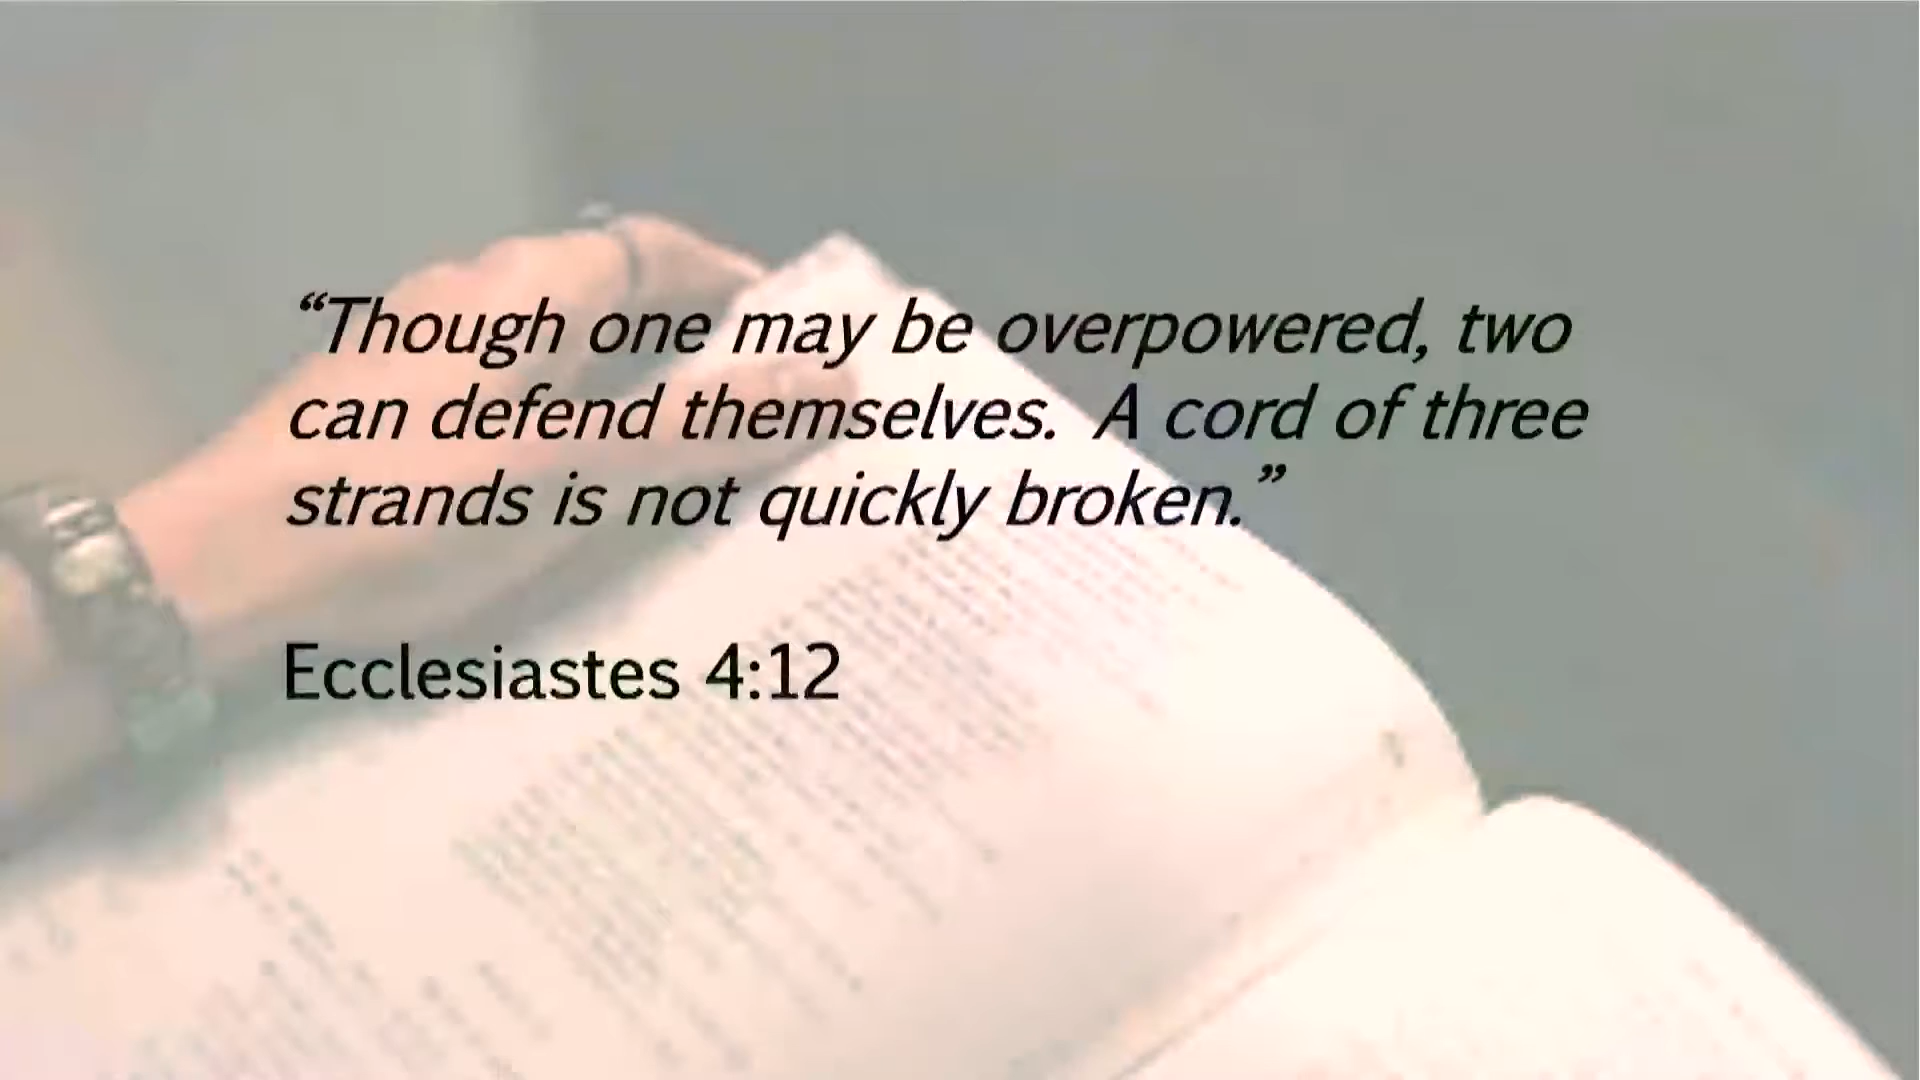 “Though one may be overpowered, two
can defend themselves.  A cord of three
strands is not quickly broken.”
Ecclesiastes 4:12